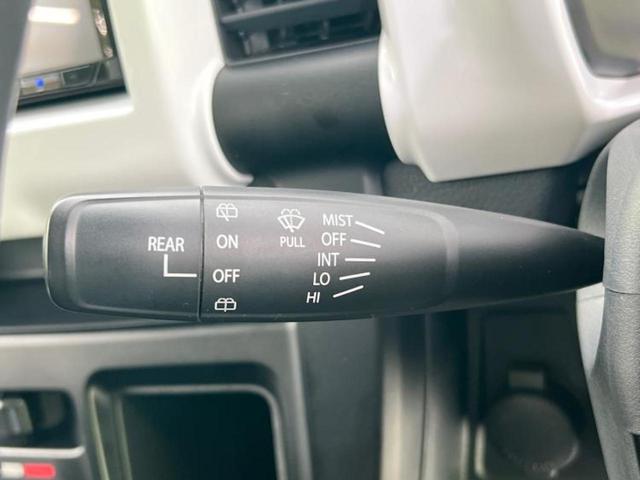 REAR
ON
OFF
PULL
MIST
OFF
INT
LO
HI